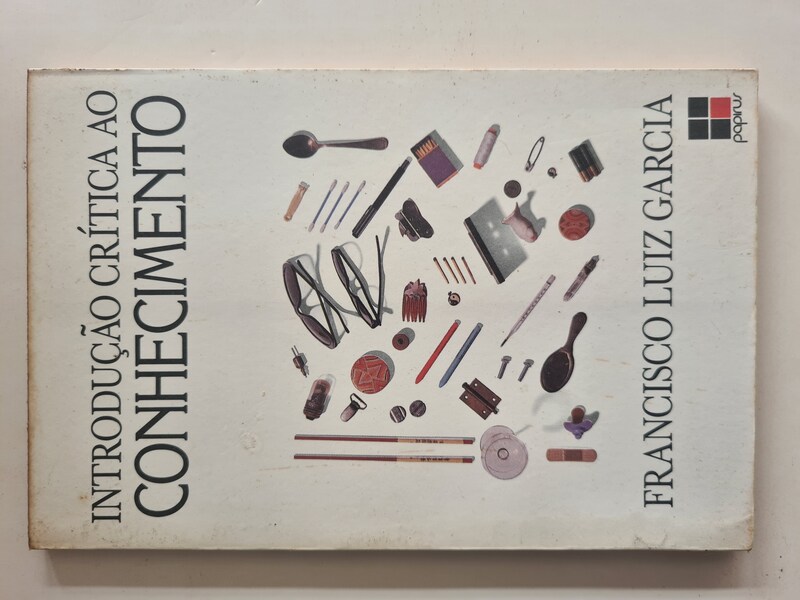 INTRODUÇÃO CRÍTICA AO
CONHECIMENTO
FRANCISCO LUIZ GARCIA
papirus